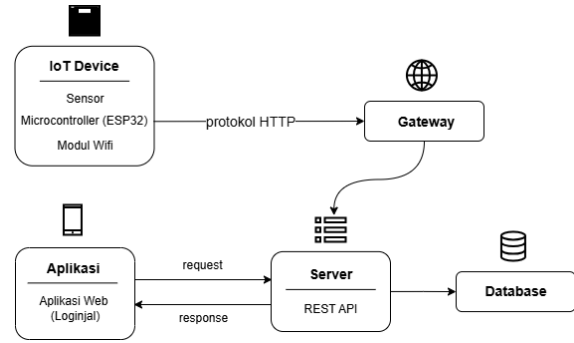 IoT Device
Sensor
Microcontroller (ESP32)
Modul Wifi
protokol HTTP
Gateway
Aplikasi
Aplikasi Web
(Loginjal)
request
response
Server
REST API
Database